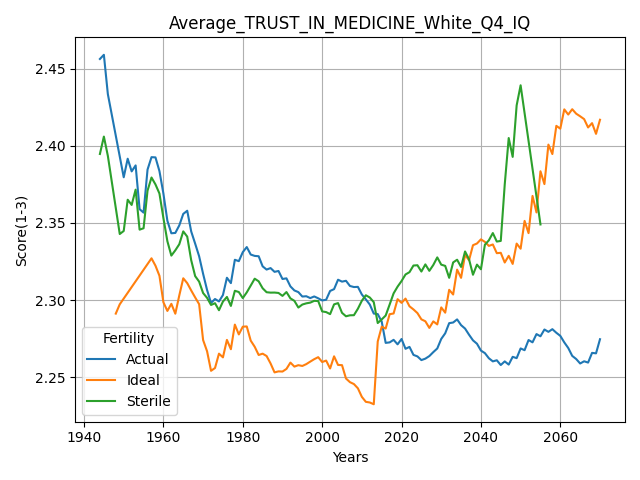 Average_TRUST_IN_MEDICINE_White_Q4_IQ
Score(1-3)
2.45
2.40
2.35
2.30
2.25
Fertility
Actual
Ideal
Sterile
1940 1960 1980 2000 2020 2040 2060
Years